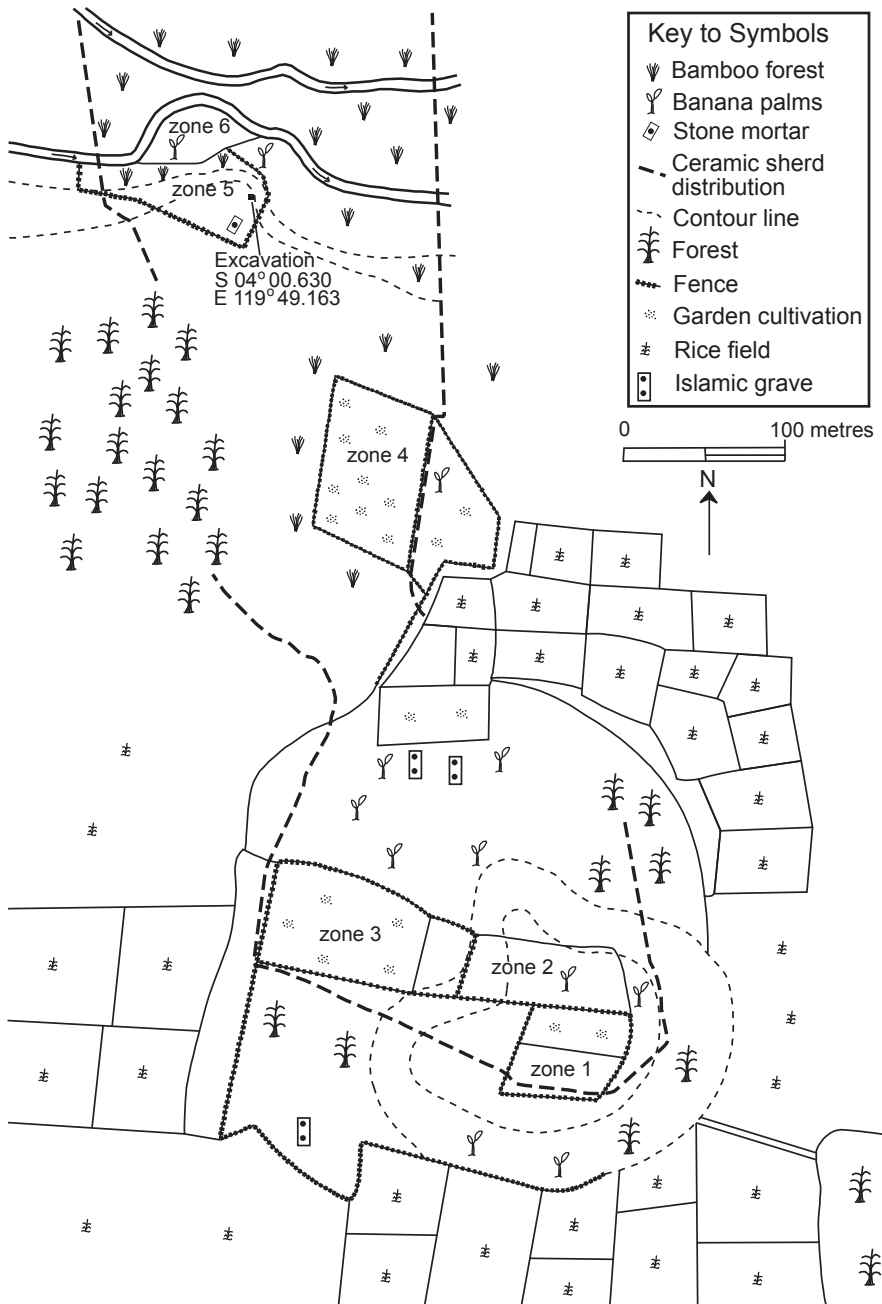 zone 6
zone 5
Excavation
S 04° 00.630
E 119° 49.163
Key to Symbols
Bamboo forest
Banana palms
Stone mortar
Ceramic sherd
distribution
Contour line
Forest
Fence
Garden cultivation
Rice field
Islamic grave
0 100 metres
N
zone 4
zone 3
zone 2
zone 1